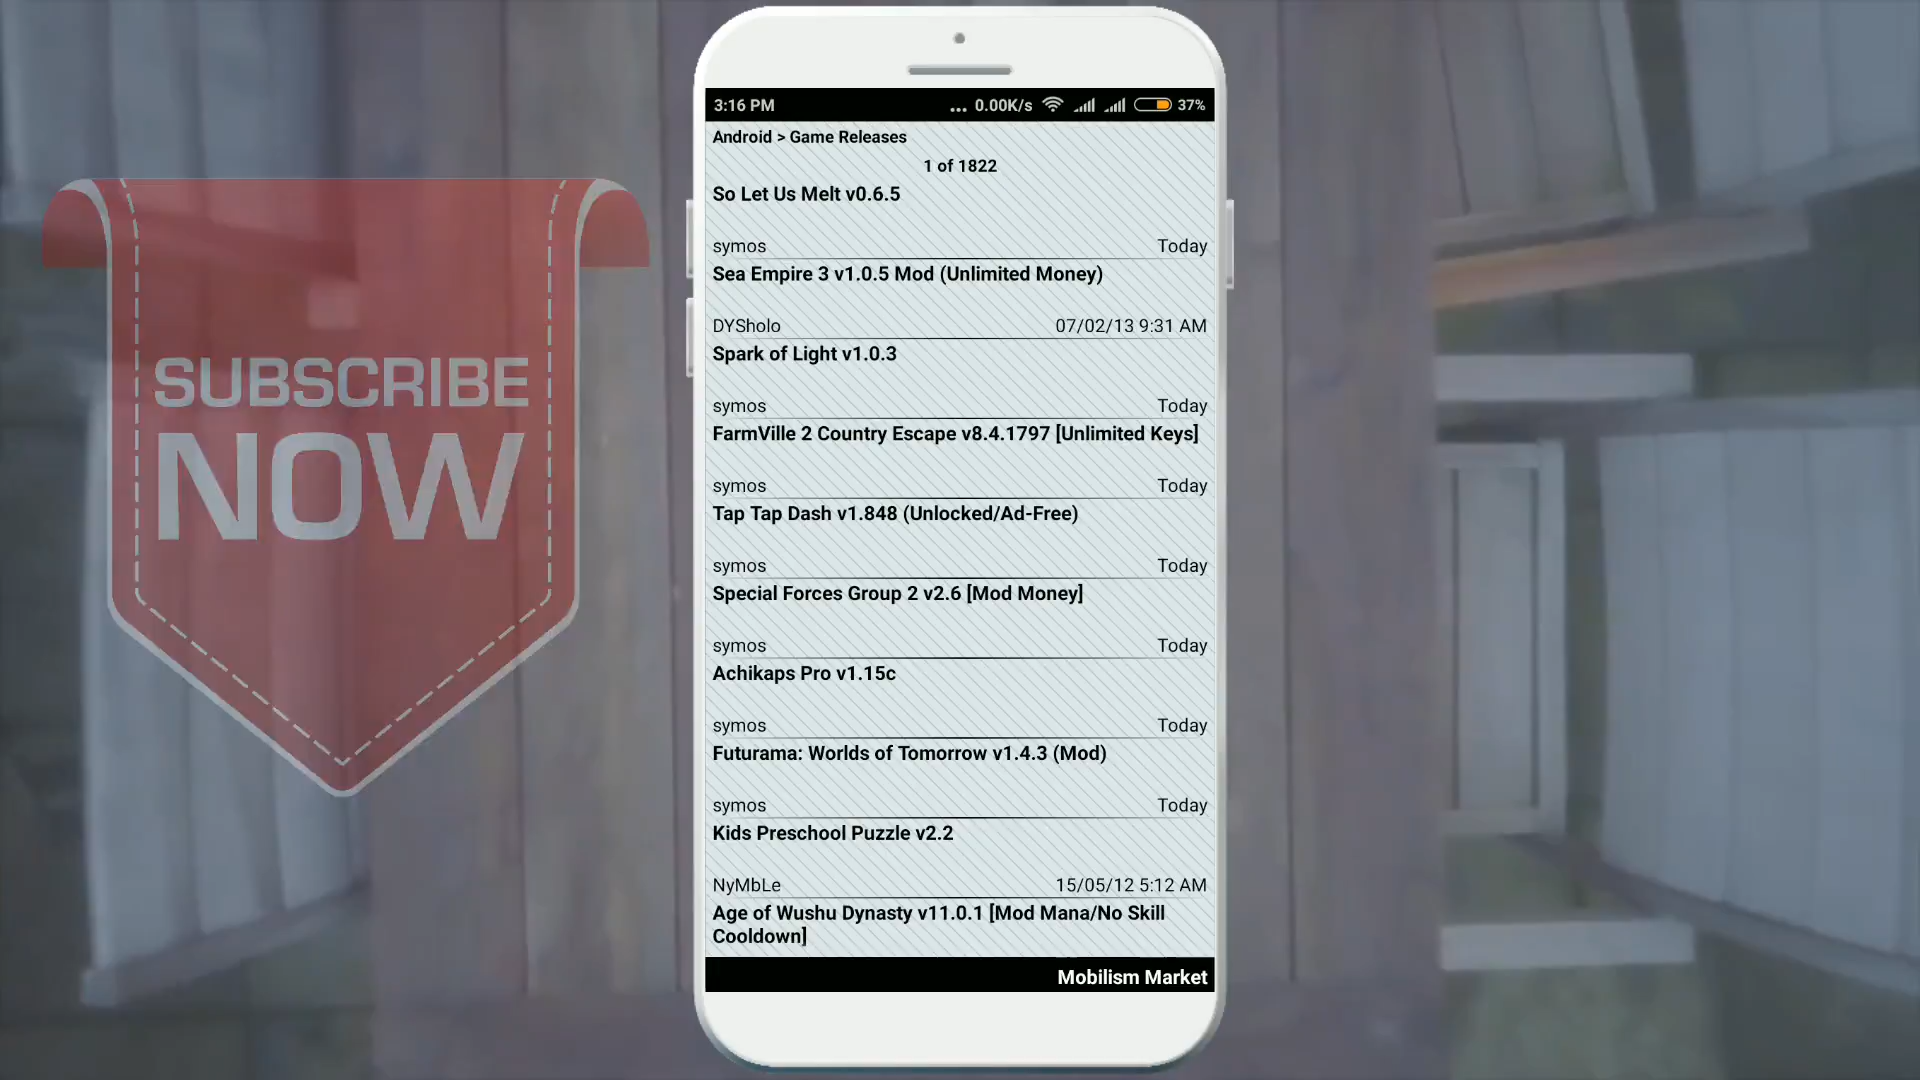 SUBSCRIBE
NOW
3:16 PM ... 0.00K/s 37%
Android > Game Releases
1 of 1822
So Let Us Melt v0.6.5
symos Today
Sea Empire 3 v1.0.5 Mod (Unlimited Money)
DYSholo 07/02/13 9:31 AM
Spark of Light v1.0.3
symos Today
FarmVille 2 Country Escape v8.4.1797 [Unlimited Keys]
symos Today
Tap Tap Dash v1.848 (Unlocked/Ad-Free)
symos Today
Special Forces Group 2 v2.6 [Mod Money]
symos Today
Achikaps Pro v1.15c
symos Today
Futurama: Worlds of Tomorrow v1.4.3 (Mod)
symos Today
Kids Preschool Puzzle v2.2
NyMbLe 15/05/12 5:12 AM
Age of Wushu Dynasty v11.0.1 [Mod Mana/No Skill
Cooldown]
Mobilism Market